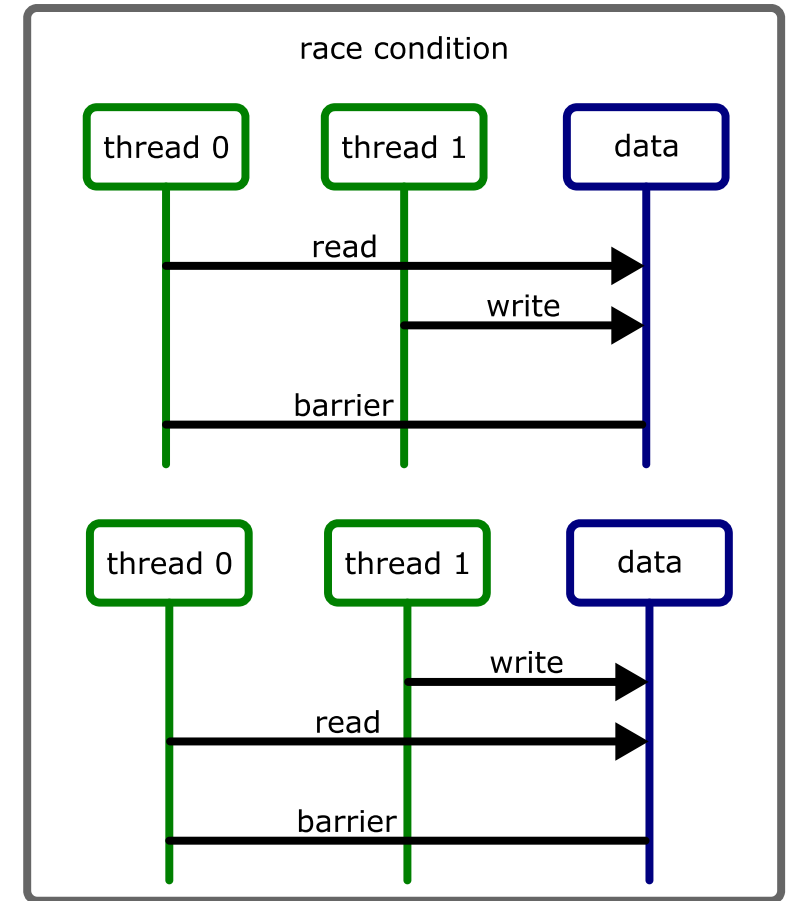 race condition
thread 0
thread 1
data
read
write
barrier
thread 0
thread 1
data
write
read
barrier